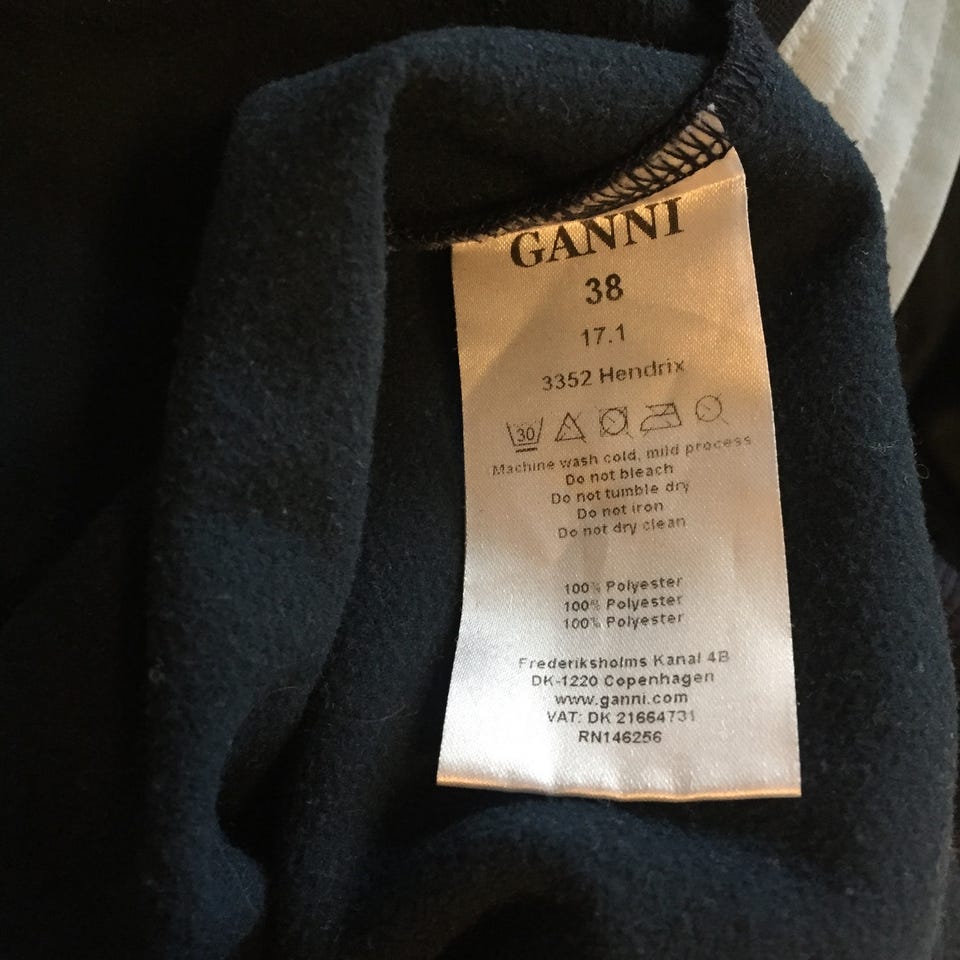 GANNI
38
17.1
3352 Hendrix
30
Machine wash cold, mild process
Do not bleach
Do not tumble dry
Do not iron
Do not dry clean
100% Polyester
100% Polyester
100% Polyester
Frederiksholms Kanal 4B
DK-1220 Copenhagen
www.ganni.com
VAT: DK 21664731
RN146256